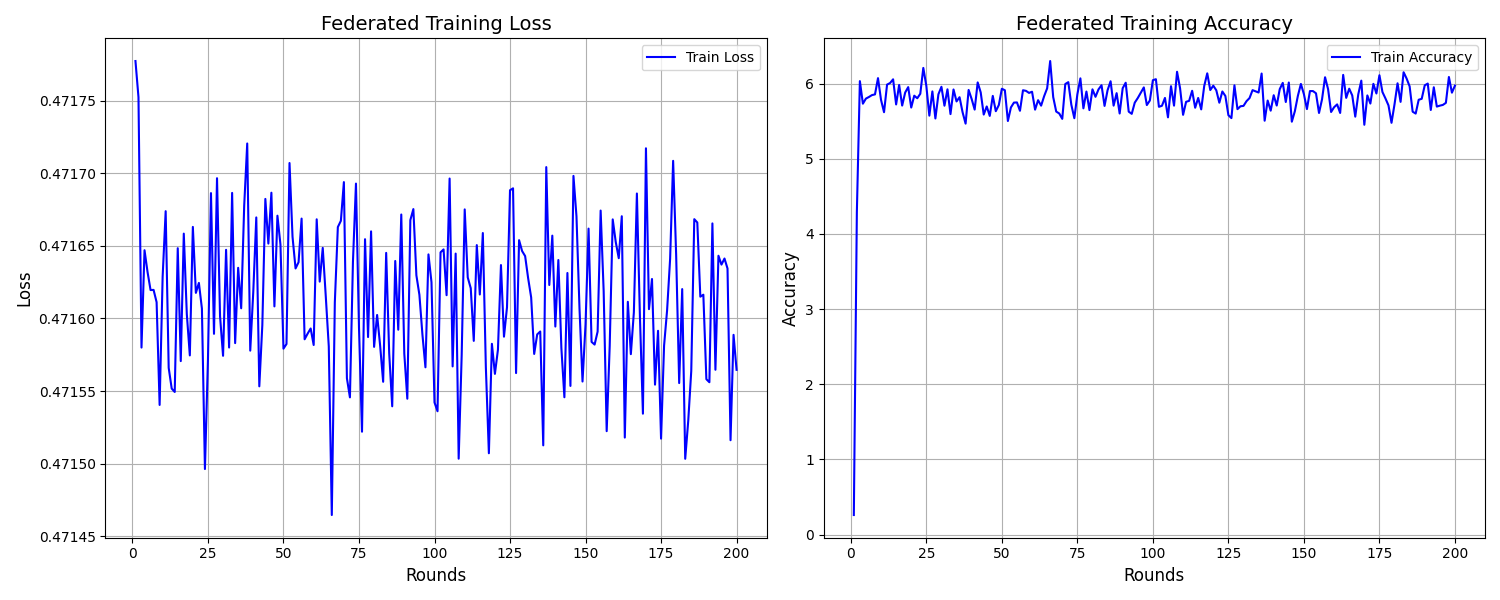 Federated Training Loss
Train Loss
0.47175
0.47170
0.47165
0.47160
0.47155
0.47150
0.47145
Loss
0 25 50 75 100 125 150 175 200
Rounds
Federated Training Accuracy
Train Accuracy
6
5
4
3
2
1
0
Accuracy
0 25 50 75 100 125 150 175 200
Rounds